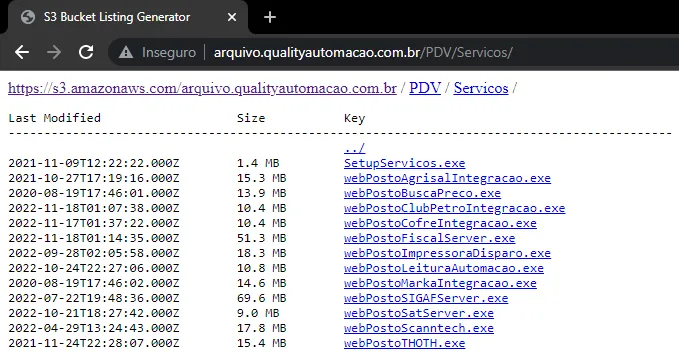 S3 Bucket Listing Generator
Inseguro | arquivo.qualityautomacao.com.br/PDV/Servicos/
https://s3.amazonaws.com/arquivo.qualityautomacao.com.br / PDV / Servicos /
Last Modified Size Key
--------------------------------------------------------------------------------------------
../
2021-11-09T12:22:22.000Z 1.4 MB SetupServicos.exe
2021-10-27T17:19:16.000Z 15.3 MB webPostoAgrisalIntegracao.exe
2020-08-19T17:46:01.000Z 13.9 MB webPostoBuscaPreco.exe
2022-11-18T01:07:38.000Z 10.4 MB webPostoClubPetroIntegracao.exe
2022-11-17T01:37:22.000Z 10.4 MB webPostoCofreIntegracao.exe
2022-11-18T01:14:35.000Z 51.3 MB webPostoFiscalServer.exe
2022-09-28T02:05:58.000Z 18.3 MB webPostoImpressoraDisparo.exe
2022-10-24T22:27:06.000Z 10.8 MB webPostoLeituraAutomacao.exe
2020-08-19T17:46:02.000Z 14.6 MB webPostoMarkaIntegracao.exe
2022-07-22T19:48:36.000Z 69.6 MB webPostoSIGAFServer.exe
2022-10-21T18:27:42.000Z 9.0 MB webPostoSatServer.exe
2022-04-29T13:24:43.000Z 17.8 MB webPostoScanntech.exe
2021-11-24T22:28:07.000Z 15.4 MB webPostoTHOTH.exe